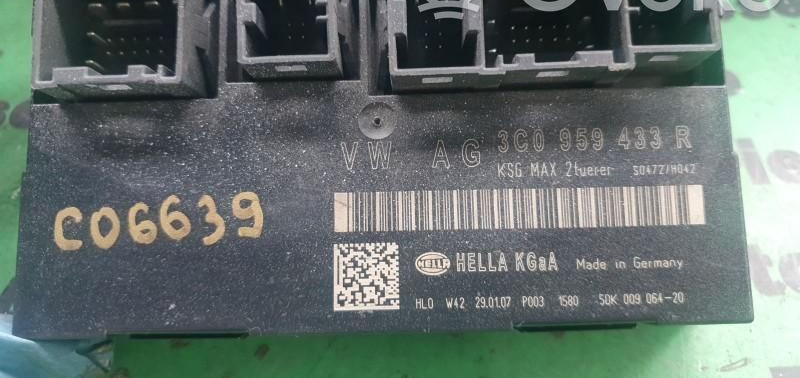 VW AG 3C0 959 433 R
KSG MAX 2tuerer S0472/H042
C06639
HELLA HELLA KGaA Made in Germany
HLO W42 29.01.07 P003 1580 5DK 009 064-20